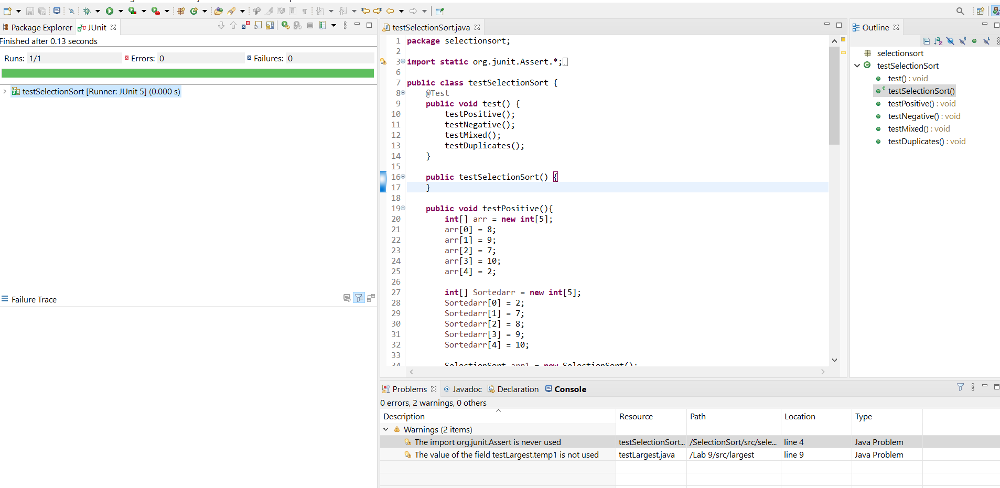 Package Explorer
JUnit
Finished after 0.13 seconds
Runs: 1/1
Errors: 0
Failures: 0
testSelectionSort [Runner: JUnit 5] (0.000 s)
Failure Trace
testSelectionSort.java
1 package selectionsort;
2
3 import static org.junit.Assert.*;
6
7 public class testSelectionSort {
8 @Test
9 public void test() {
10 testPositive();
11 testNegative();
12 testMixed();
13 testDuplicates();
14 }
15
16 public testSelectionSort() {
17 }
18
19 public void testPositive(){
20 int[] arr = new int[5];
21 arr[0] = 8;
22 arr[1] = 9;
23 arr[2] = 7;
24 arr[3] = 10;
25 arr[4] = 2;
26
27 int[] Sortedarr = new int[5];
28 Sortedarr[0] = 2;
29 Sortedarr[1] = 7;
30 Sortedarr[2] = 8;
31 Sortedarr[3] = 9;
32 Sortedarr[4] = 10;
33
34 SelectionSort arr1 = new SelectionSort();
Outline
selectionsort
testSelectionSort
test() : void
testSelectionSort()
testPositive() : void
testNegative() : void
testMixed() : void
testDuplicates() : void
Problems
@ Javadoc
Declaration
Console
0 errors, 2 warnings, 0 others
Description Resource Path Location Type
Warnings (2 items)
The import org.junit.Assert is never used testSelectionSort... /SelectionSort/src/sele... line 4 Java Problem
The value of the field testLargest.temp1 is not used testLargest.java /Lab 9/src/largest line 9 Java Problem